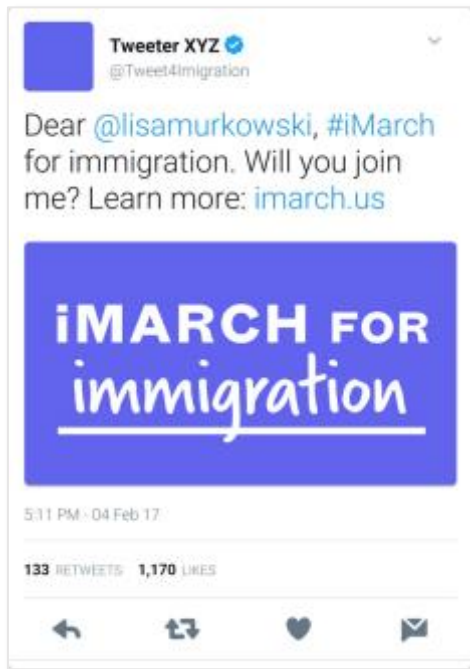 Tweeter XYZ
@Tweet4Imigration
Dear @lisamurkowski, #iMarch
for immigration. Will you join
me? Learn more: imarch.us
iMARCH FOR
immigration
5:11 PM - 04 Feb 17
133 RETWEETS 1,170 LIKES